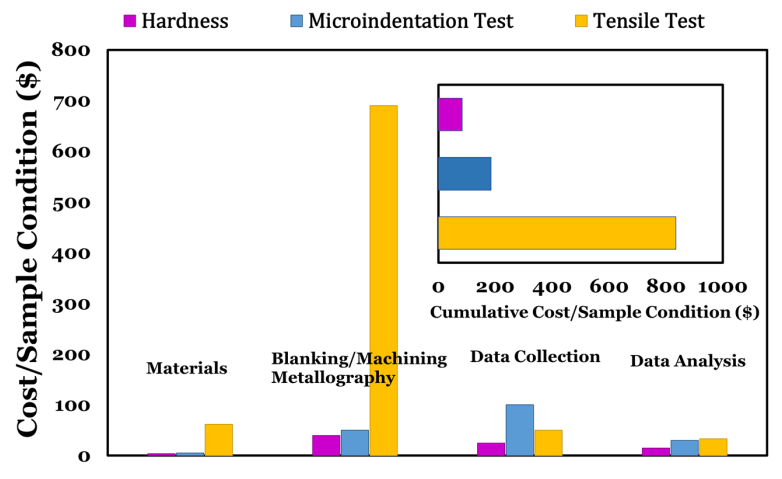 Hardness Microindentation Test Tensile Test
Cost/Sample Condition ($)
800
700
600
500
400
300
200
100
0
Materials
Blanking/Machining
Metallography
Data Collection
Data Analysis
0 200 400 600 800 1000
Cumulative Cost/Sample Condition ($)